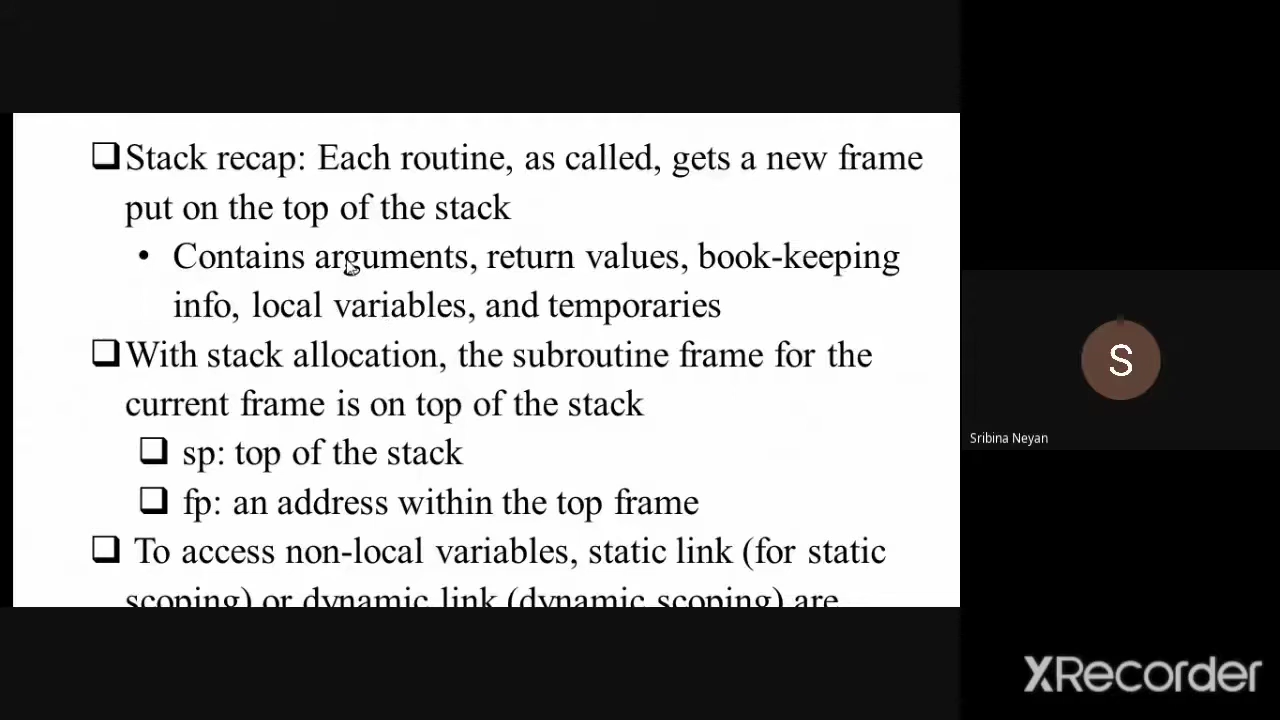 Stack recap: Each routine, as called, gets a new frame
put on the top of the stack
• Contains arguments, return values, book-keeping
info, local variables, and temporaries
With stack allocation, the subroutine frame for the
current frame is on top of the stack
sp: top of the stack
fp: an address within the top frame
To access non-local variables, static link (for static
scoping) or dynamic link (dynamic scoping) are
S
Sribina Neyan
XRecorder